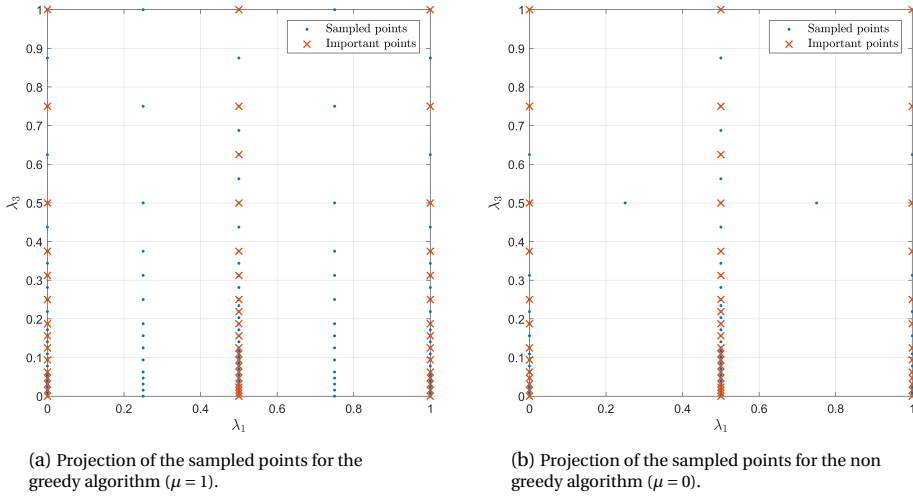 1
0.9
0.8
0.7
0.6
0.5
0.4
0.3
0.2
0.1
0
λ3
Sampled points
Important points
0 0.2 0.4 0.6 0.8 1
λ1
(a) Projection of the sampled points for the
greedy algorithm (μ = 1).
1
0.9
0.8
0.7
0.6
0.5
0.4
0.3
0.2
0.1
0
λ3
Sampled points
Important points
0 0.2 0.4 0.6 0.8 1
λ1
(b) Projection of the sampled points for the non
greedy algorithm (μ = 0).